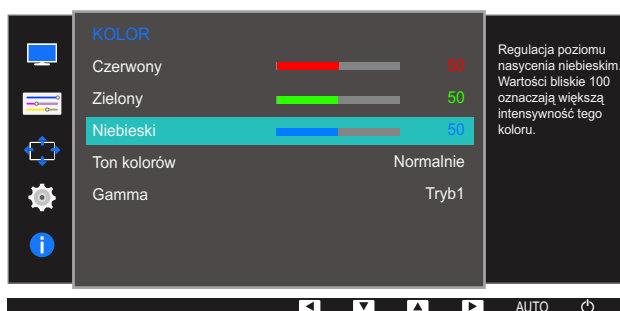 KOLOR
Czerwony 50
Zielony 50
Niebieski 50
Ton kolorów Normalnie
Gamma Tryb1
Regulacja poziomu
nasycenia niebieskim.
Wartości bliskie 100
oznaczają większą
intensywność tego
koloru.
AUTO